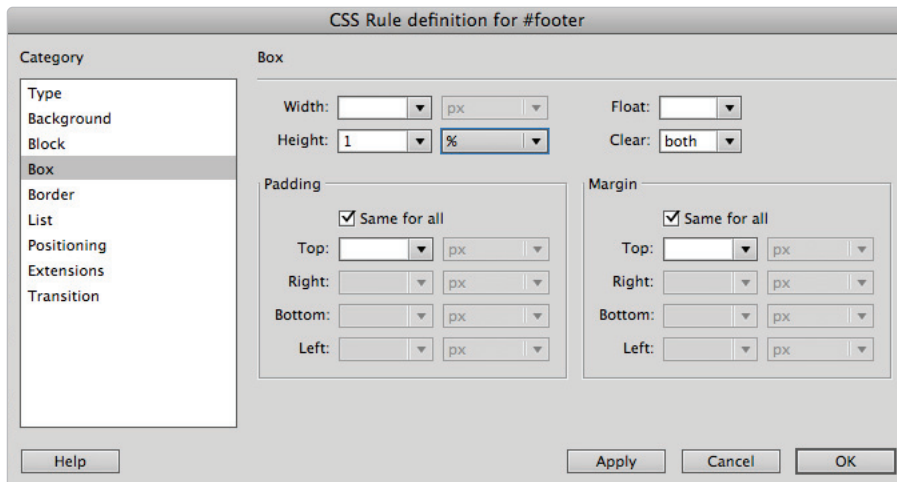 CSS Rule definition for #footer
Category
Box
Type
Background
Block
Box
Border
List
Positioning
Extensions
Transition
Width: px Float:
Height: 1 % Clear: both
Padding Margin
Same for all Same for all
Top: px Top: px
Right: px Right: px
Bottom: px Bottom: px
Left: px Left: px
Help Apply Cancel OK